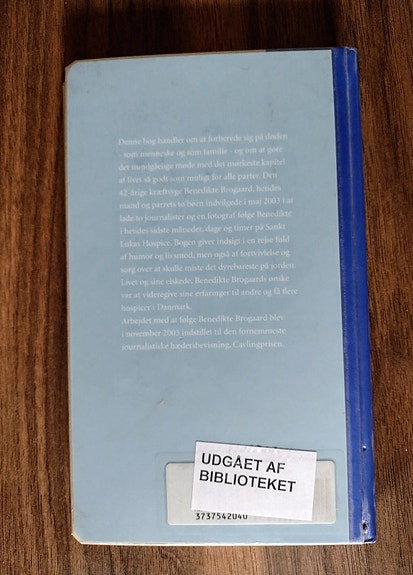 Denne bog handler om at forberede sig på døden
- som menneske og som familie - og om at gøre
det uundgåelige møde med det mørkeste kapitel
af livet så godt som muligt for alle parter. Den
42-årige kræftsyge Benedikte Brogaard, hendes
mand og parrets to børn indvilgede i maj 2003 i at
lade to journalister og en fotograf følge Benedikte
i hendes sidste måneder, dage og timer på Sankt
Lukas Hospice. Bogen giver indsigt i en rejse fuld
af humor og livsmod, men også af fortvivlelse og
sorg over at skulle miste det dyrebareste på jorden.
Livet og sine elskede. Benedikte Brogaards ønske
var at videregive sine erfaringer til andre og få flere
hospicer i Danmark.
Arbejdet med at følge Benedikte Brogaard blev
i november 2003 indstillet til den fornemmeste
journalistiske hædersbevisning, Cavlingprisen.
UDGÅET AF
BIBLIOTEKET
3737542040